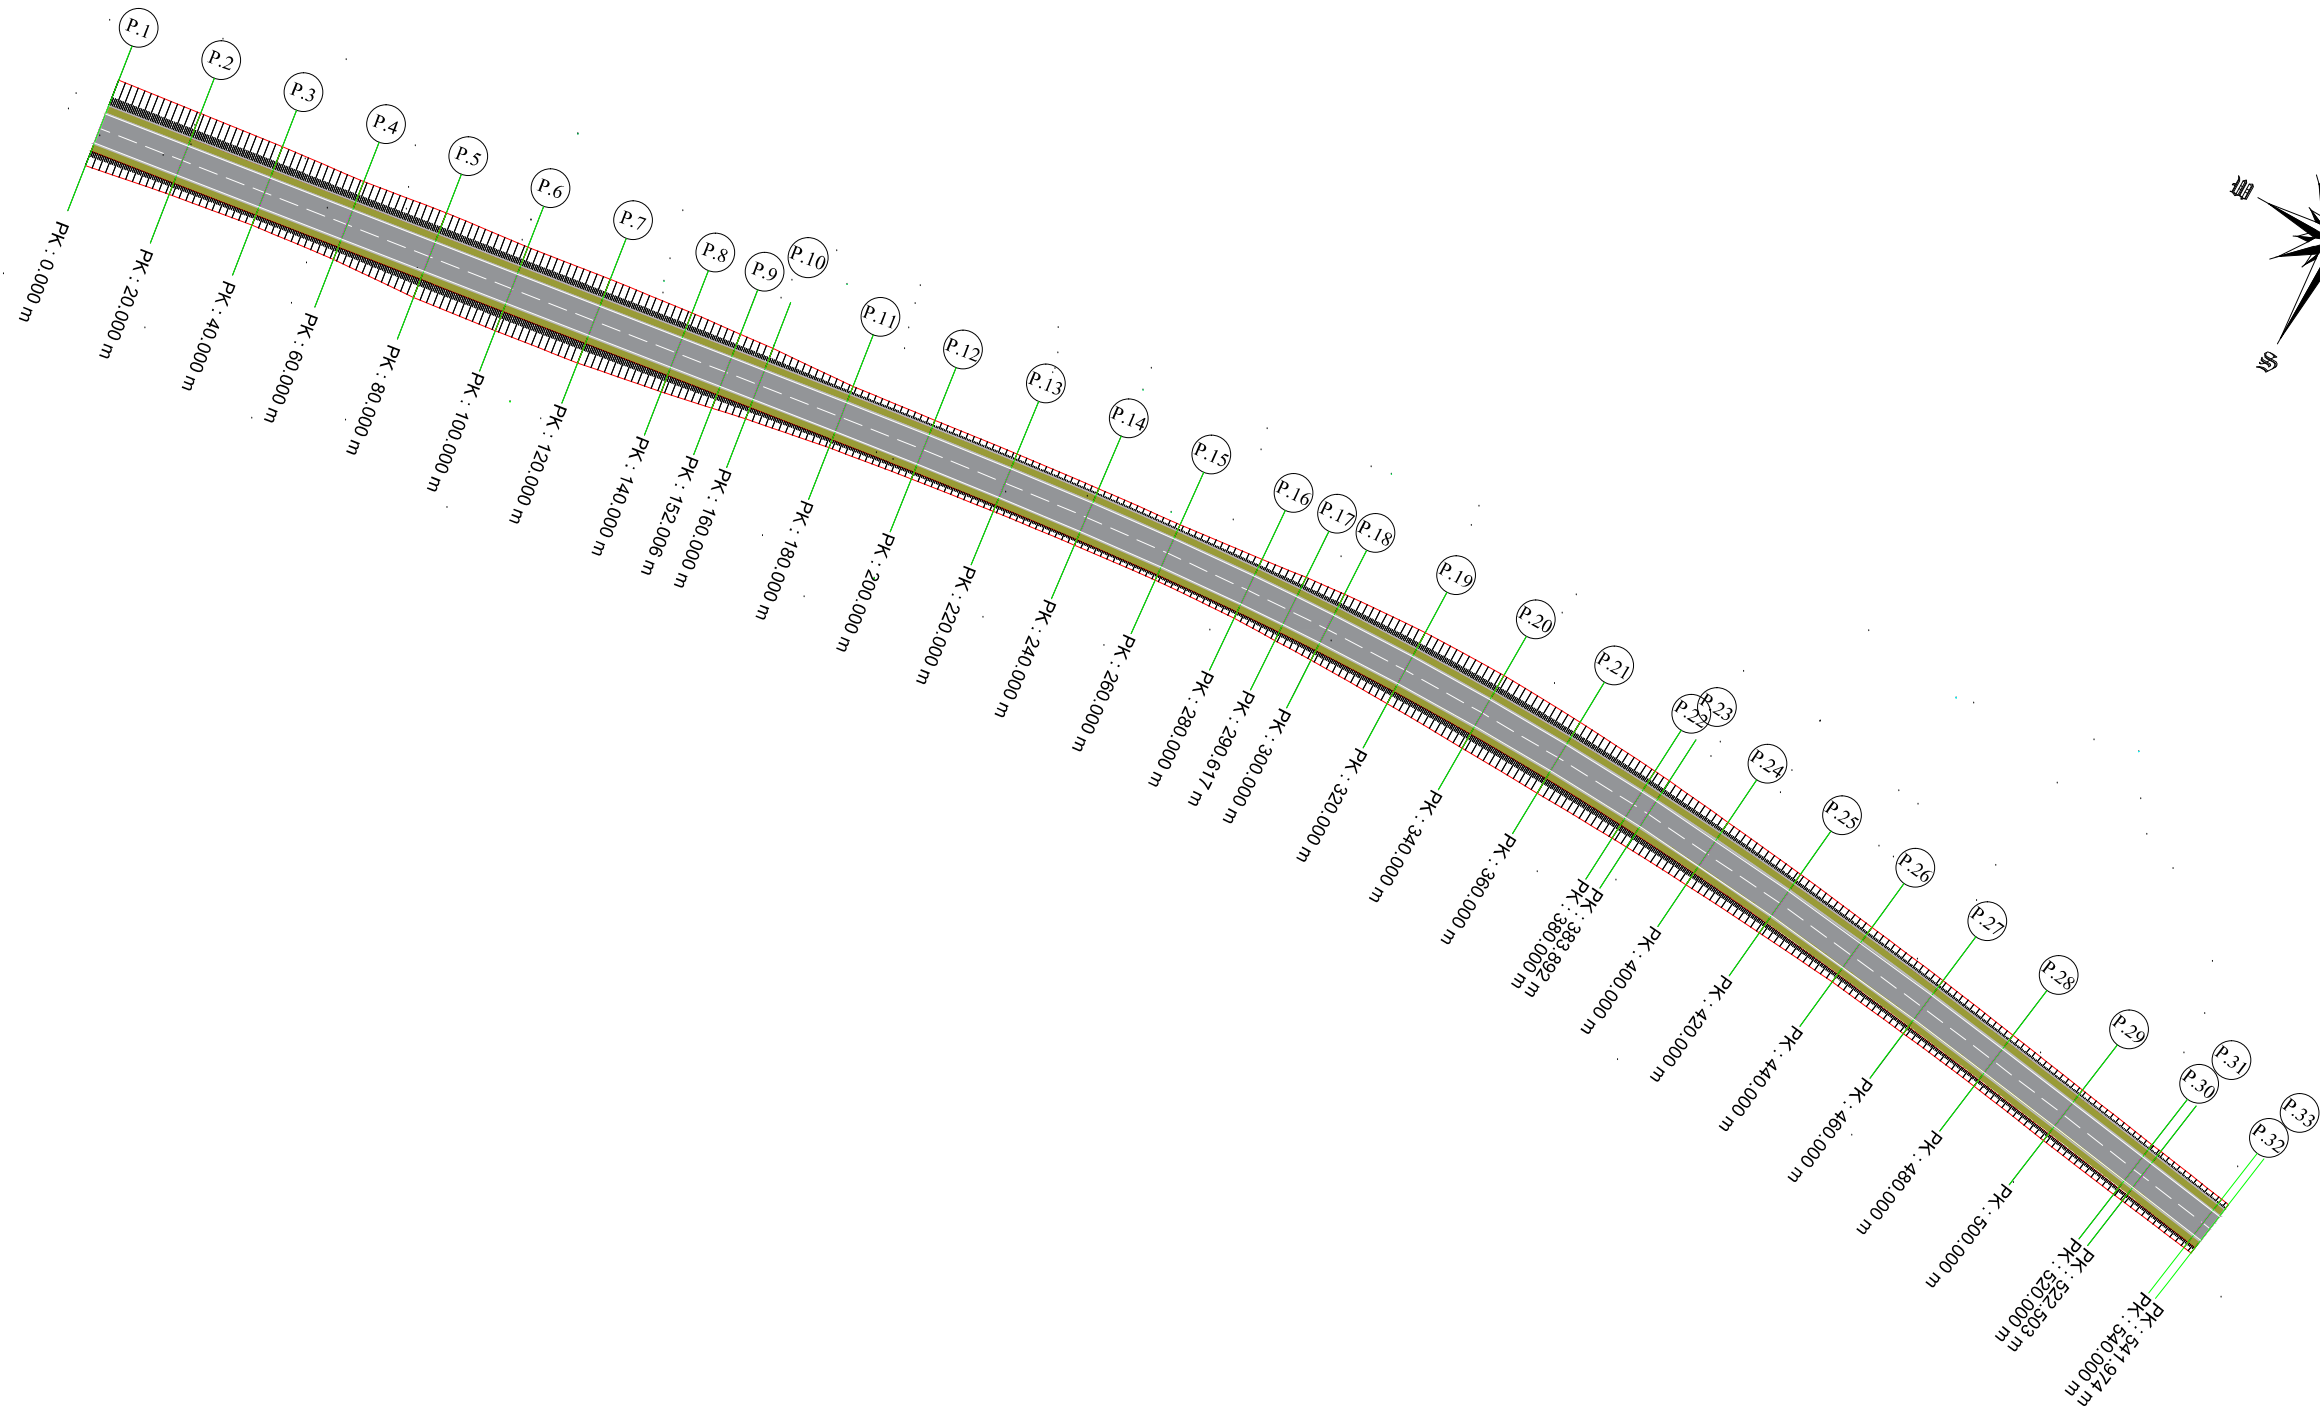 P.1
P.2
P.3
P.4
P.5
P.6
P.7
P.8
P.9
P.10
P.11
P.12
P.13
P.14
P.15
P.16
P.17
P.18
P.19
P.20
P.21
P.22
P.23
P.24
P.25
P.26
P.27
P.28
P.29
P.30
P.31
P.32
P.33
W
S
PK : 0.000 m
PK : 20.000 m
PK : 40.000 m
PK : 60.000 m
PK : 80.000 m
PK : 100.000 m
PK : 120.000 m
PK : 140.000 m
PK : 152.006 m
PK : 160.000 m
PK : 180.000 m
PK : 200.000 m
PK : 220.000 m
PK : 240.000 m
PK : 260.000 m
PK : 280.000 m
PK : 290.617 m
PK : 300.000 m
PK : 320.000 m
PK : 340.000 m
PK : 360.000 m
PK : 380.000 m
PK : 383.892 m
PK : 400.000 m
PK : 420.000 m
PK : 440.000 m
PK : 460.000 m
PK : 480.000 m
PK : 500.000 m
PK : 520.000 m
PK : 522.503 m
PK : 540.000 m
PK : 541.974 m